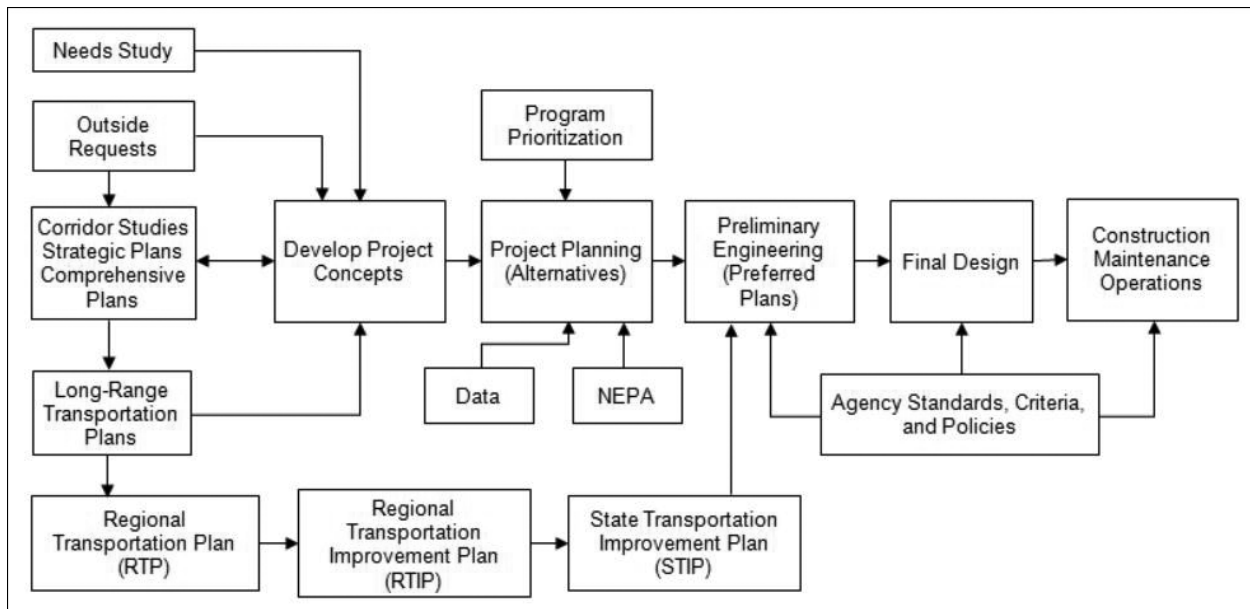 Needs Study
Outside
Requests
Program
Prioritization
Corridor Studies
Strategic Plans
Comprehensive
Plans
Develop Project
Concepts
Project Planning
(Alternatives)
Preliminary
Engineering
(Preferred
Plans)
Final Design
Construction
Maintenance
Operations
Long-Range
Transportation
Plans
Data
NEPA
Agency Standards, Criteria,
and Policies
Regional
Transportation Plan
(RTP)
Regional
Transportation
Improvement Plan
(RTIP)
State Transportation
Improvement Plan
(STIP)